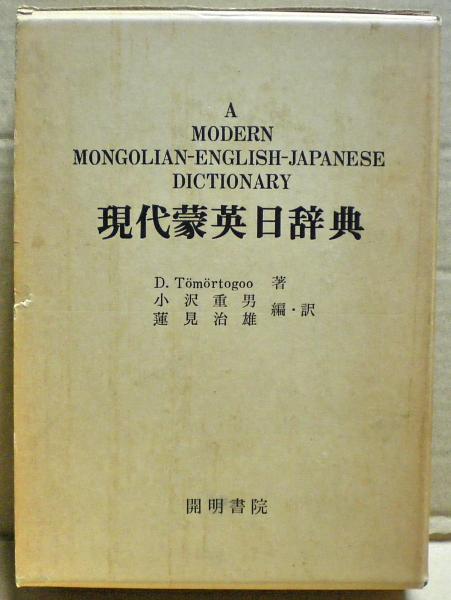 A
MODERN
MONGOLIAN-ENGLISH-JAPANESE
DICTIONARY
現代蒙英日辞典
D. Tömörtogoo 著
小沢重男
蓮見治雄 編・訳
開明書院